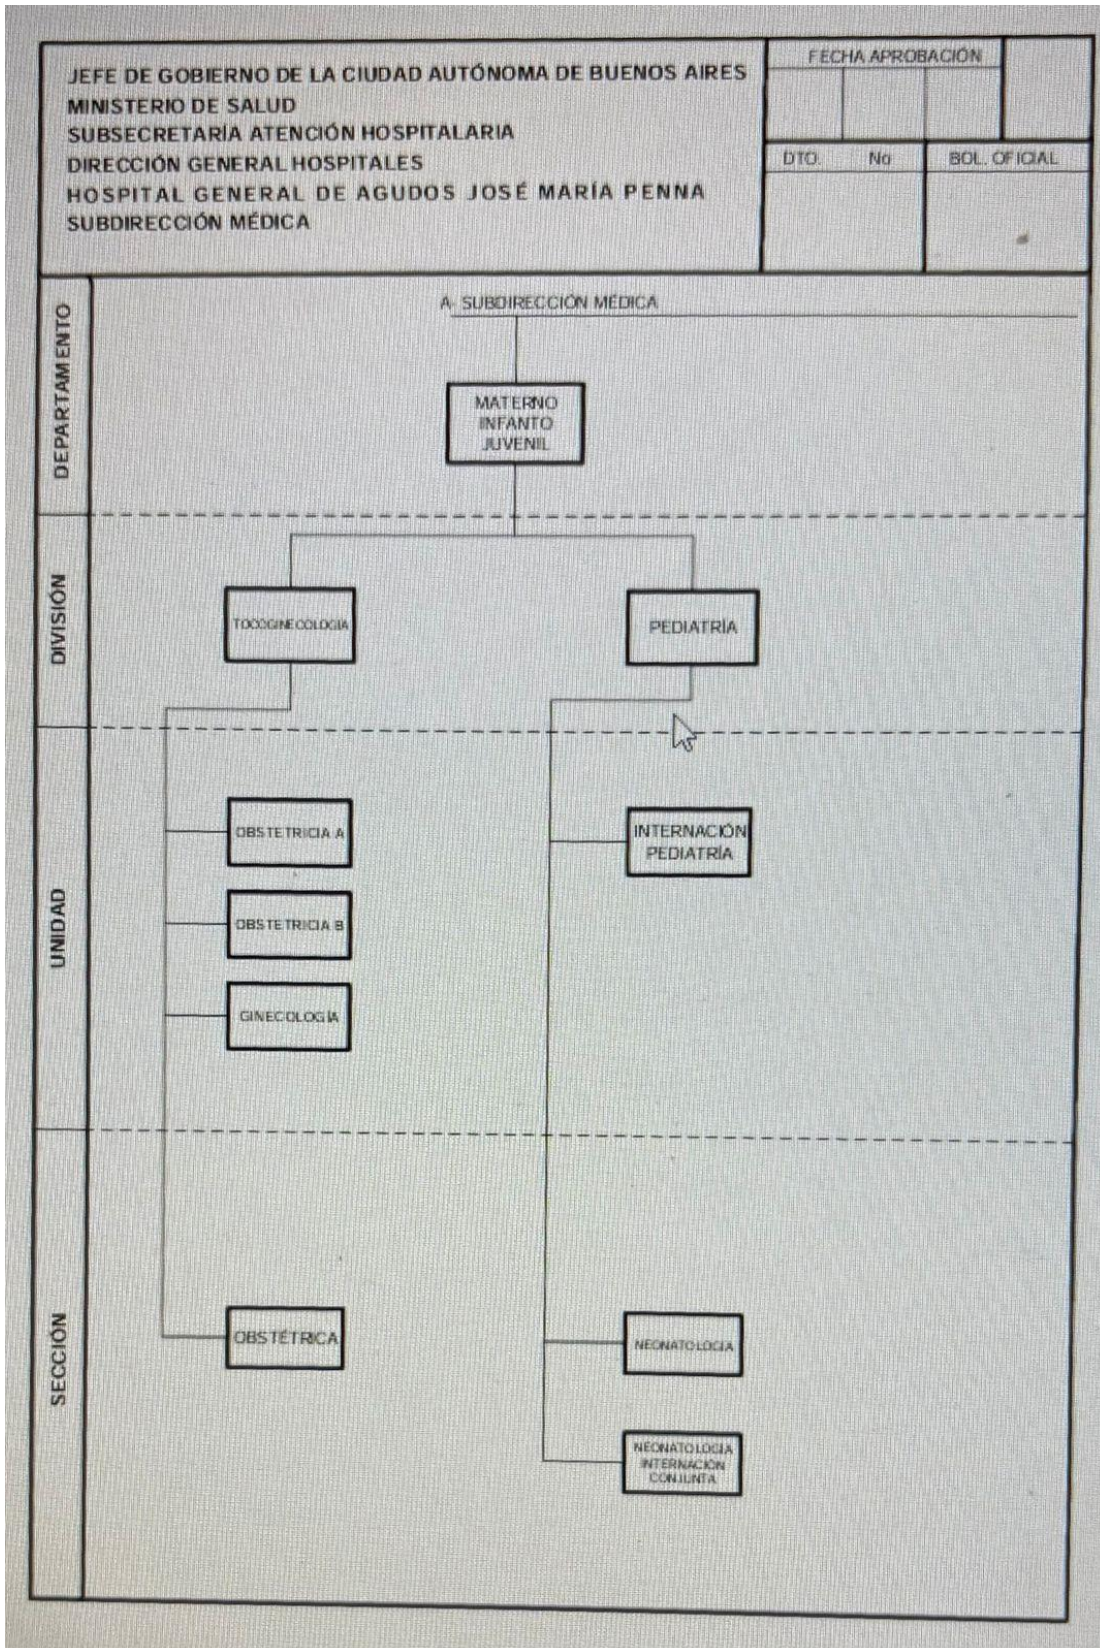 JEFE DE GOBIERNO DE LA CIUDAD AUTÓNOMA DE BUENOS AIRES
MINISTERIO DE SALUD
SUBSECRETARÍA ATENCIÓN HOSPITALARIA
DIRECCIÓN GENERAL HOSPITALES
HOSPITAL GENERAL DE AGUDOS JOSÉ MARÍA PENNA
SUBDIRECCIÓN MÉDICA
FECHA APROBACIÓN
DTO. No BOL. OFICIAL
DEPARTAMENTO
A- SUBDIRECCIÓN MÉDICA
MATERNO
INFANTO
JUVENIL
DIVISIÓN
TOCOGINECOLOGIA
PEDIATRÍA
UNIDAD
OBSTETRICIA A
OBSTETRICIA B
GINECOLOGÍA
INTERNACIÓN
PEDIATRÍA
SECCIÓN
OBSTÉTRICA
NEONATOLOGIA
NEONATOLOGIA
INTERNACIÓN
CONJUNTA